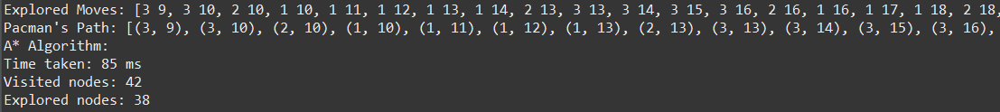 Explored Moves: [3 9, 3 10, 2 10, 1 10, 1 11, 1 12, 1 13, 1 14, 2 13, 3 13, 3 14, 3 15, 3 16, 2 16, 1 16, 1 17, 1 18, 2 18,
Pacman's Path: [(3, 9), (3, 10), (2, 10), (1, 10), (1, 11), (1, 12), (1, 13), (2, 13), (3, 13), (3, 14), (3, 15), (3, 16),
A* Algorithm:
Time taken: 85 ms
Visited nodes: 42
Explored nodes: 38